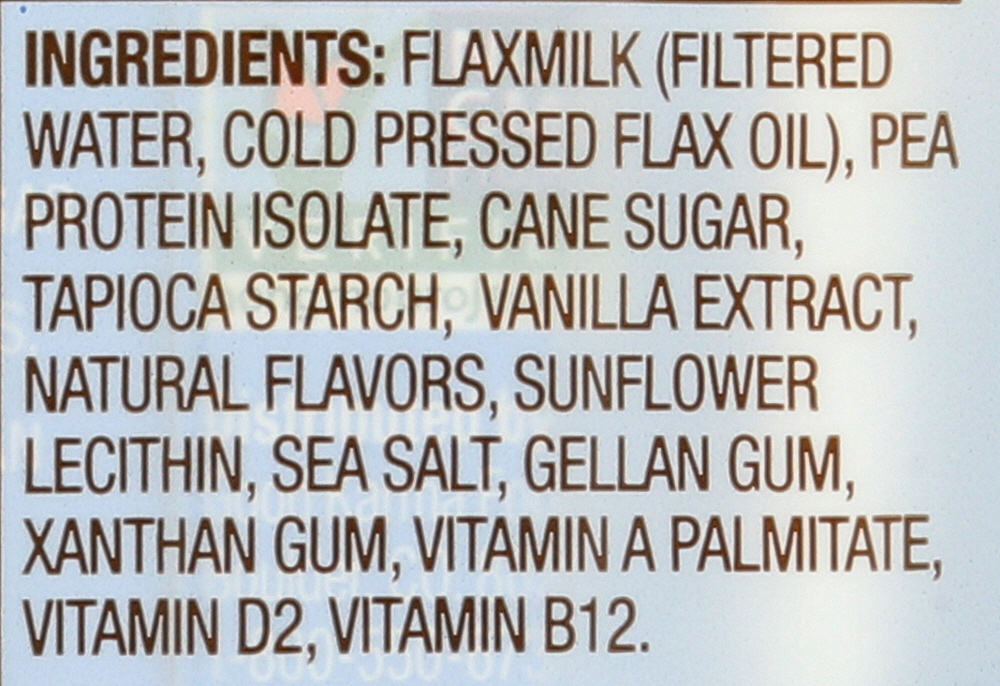 INGREDIENTS: FLAXMILK (FILTERED
WATER, COLD PRESSED FLAX OIL), PEA
PROTEIN ISOLATE, CANE SUGAR,
TAPIOCA STARCH, VANILLA EXTRACT,
NATURAL FLAVORS, SUNFLOWER
LECITHIN, SEA SALT, GELLAN GUM,
XANTHAN GUM, VITAMIN A PALMITATE,
VITAMIN D2, VITAMIN B12.